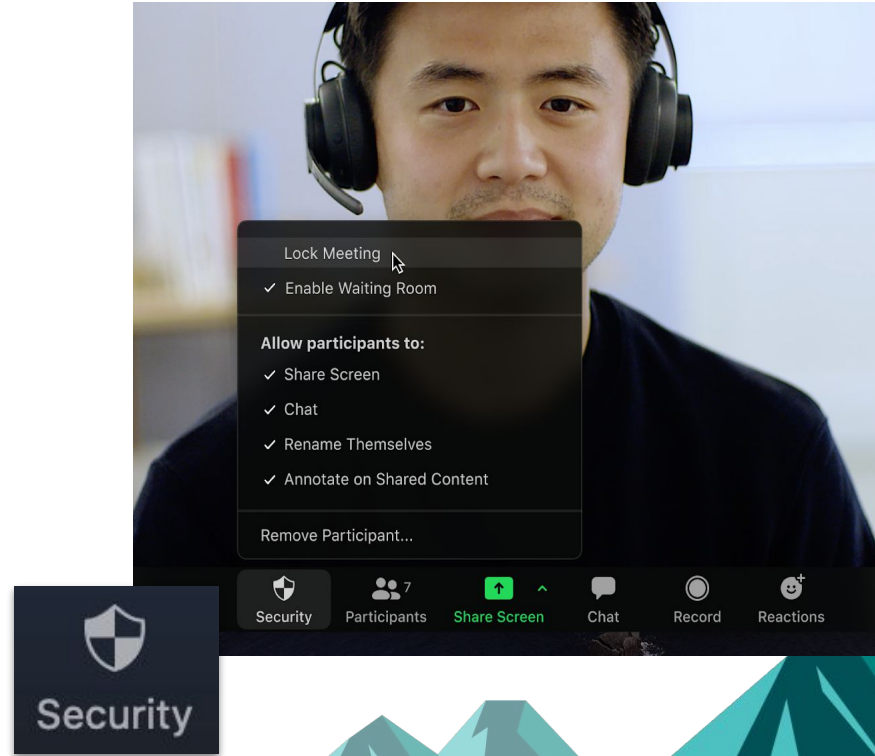 Lock Meeting
Enable Waiting Room
Allow participants to:
Share Screen
Chat
Rename Themselves
Annotate on Shared Content
Remove Participant...
7
Security Participants Share Screen Chat Record Reactions
Security